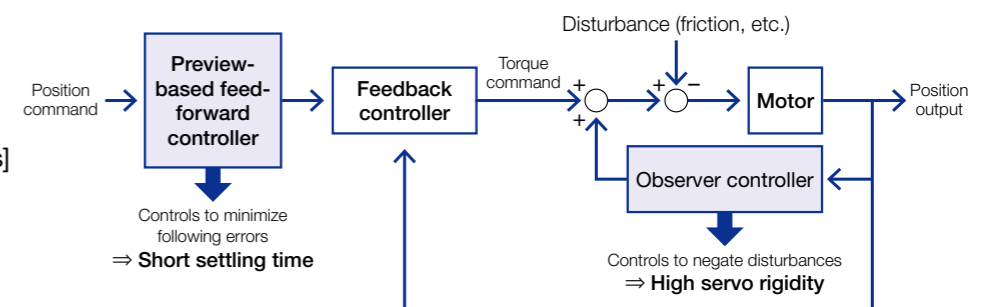 Disturbance (friction, etc.)
Position
command
Preview-
based feed-
forward
controller
Feedback
controller
Torque
command
+
+
+
−
Motor
Position
output
s]
Observer controller
Controls to minimize
following errors
⇒ Short settling time
Controls to negate disturbances
⇒ High servo rigidity